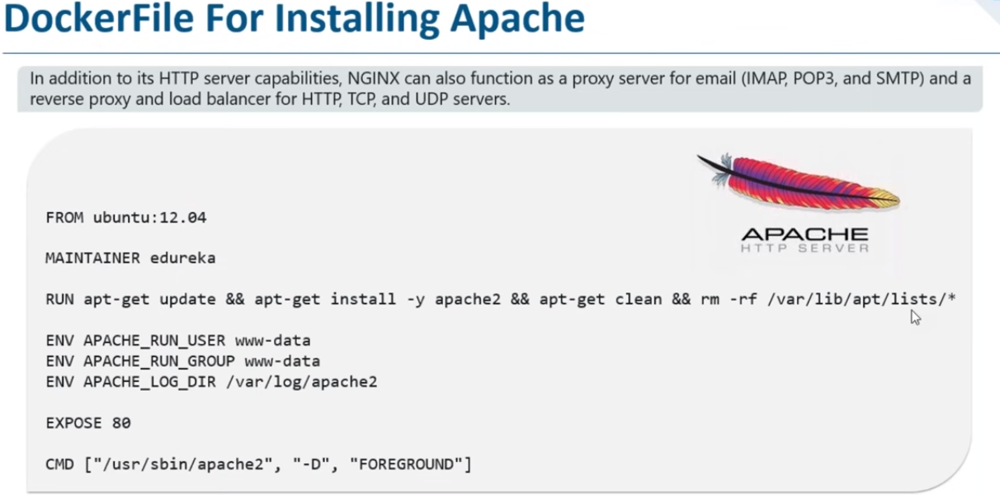 DockerFile For Installing Apache
In addition to its HTTP server capabilities, NGINX can also function as a proxy server for email (IMAP, POP3, and SMTP) and a
reverse proxy and load balancer for HTTP, TCP, and UDP servers.
APACHE
HTTP SERVER
FROM ubuntu:12.04
MAINTAINER edureka
RUN apt-get update && apt-get install -y apache2 && apt-get clean && rm -rf /var/lib/apt/lists/*
ENV APACHE_RUN_USER www-data
ENV APACHE_RUN_GROUP www-data
ENV APACHE_LOG_DIR /var/log/apache2
EXPOSE 80
CMD ["/usr/sbin/apache2", "-D", "FOREGROUND"]